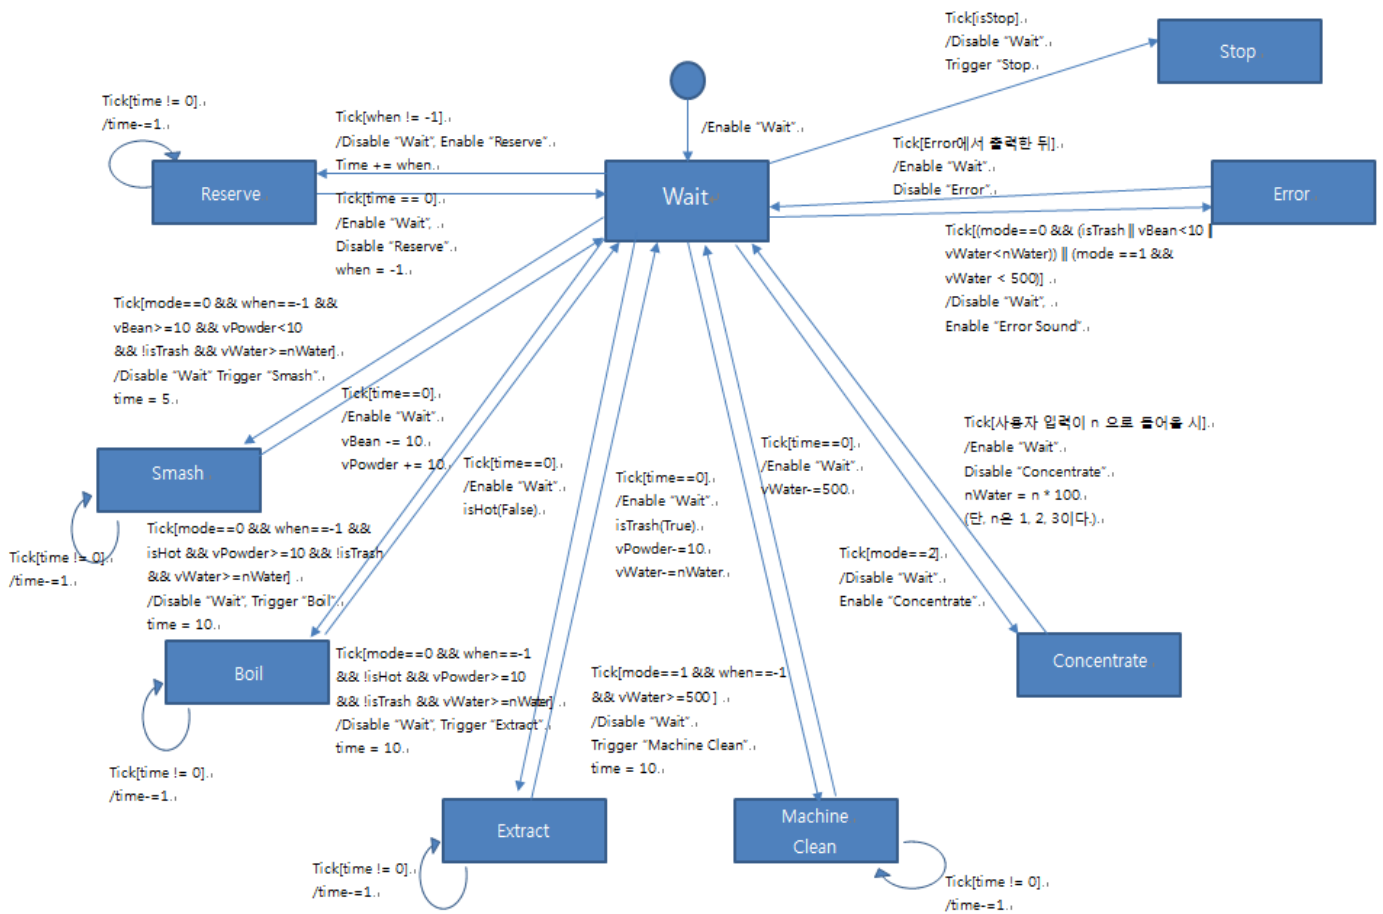 Tick[isStop].
/Disable “Wait”.
Trigger “Stop.
Stop
/Enable “Wait”.
Tick[time != 0].
/time-=1.
Reserve
Tick[when != -1].
/Disable “Wait”, Enable “Reserve”.
Time += when.
Tick[time == 0].
/Enable “Wait”, .
Disable “Reserve”.
when = -1.
Wait
Tick[Error에서 출력한 뒤].
/Enable “Wait”.
Disable “Error”.
Error
Tick[(mode==0 && (isTrash || vBean<10 ||
vWater<nWater)) || (mode ==1 &&
vWater < 500)] .
/Disable “Wait”, .
Enable “Error Sound”.
Tick[mode==0 && when==-1 &&
vBean>=10 && vPowder<10
&& !isTrash && vWater>=nWater].
/Disable “Wait” Trigger “Smash”.
time = 5.
Tick[time==0].
/Enable “Wait”.
vBean -= 10.
vPowder += 10.
Smash
Tick[time != 0].
/time-=1.
Tick[mode==0 && when==-1 &&
isHot && vPowder>=10 && !isTrash
&& vWater>=nWater] .
/Disable “Wait”, Trigger “Boil”.
time = 10.
Tick[time==0].
/Enable “Wait”.
isHot(False).
Boil
Tick[time != 0].
/time-=1.
Tick[mode==0 && when==-1
&& !isHot && vPowder>=10
&& !isTrash && vWater>=nWater] .
/Disable “Wait”, Trigger “Extract”.
time = 10.
Tick[time==0].
/Enable “Wait”.
isTrash(True).
vPowder-=10.
vWater-=nWater.
Extract
Tick[time != 0].
/time-=1.
Tick[time==0].
/Enable “Wait”.
vWater-=500.
Tick[mode==1 && when==-1
&& vWater>=500 ] .
/Disable “Wait”.
Trigger “Machine Clean”.
time = 10.
Machine
Clean
Tick[time != 0].
/time-=1.
Tick[사용자 입력이 n 으로 들어올 시].
/Enable “Wait”.
Disable “Concentrate”.
nWater = n * 100.
(단, n은 1, 2, 3이다.).
Tick[mode==2].
/Disable “Wait”.
Enable “Concentrate”.
Concentrate